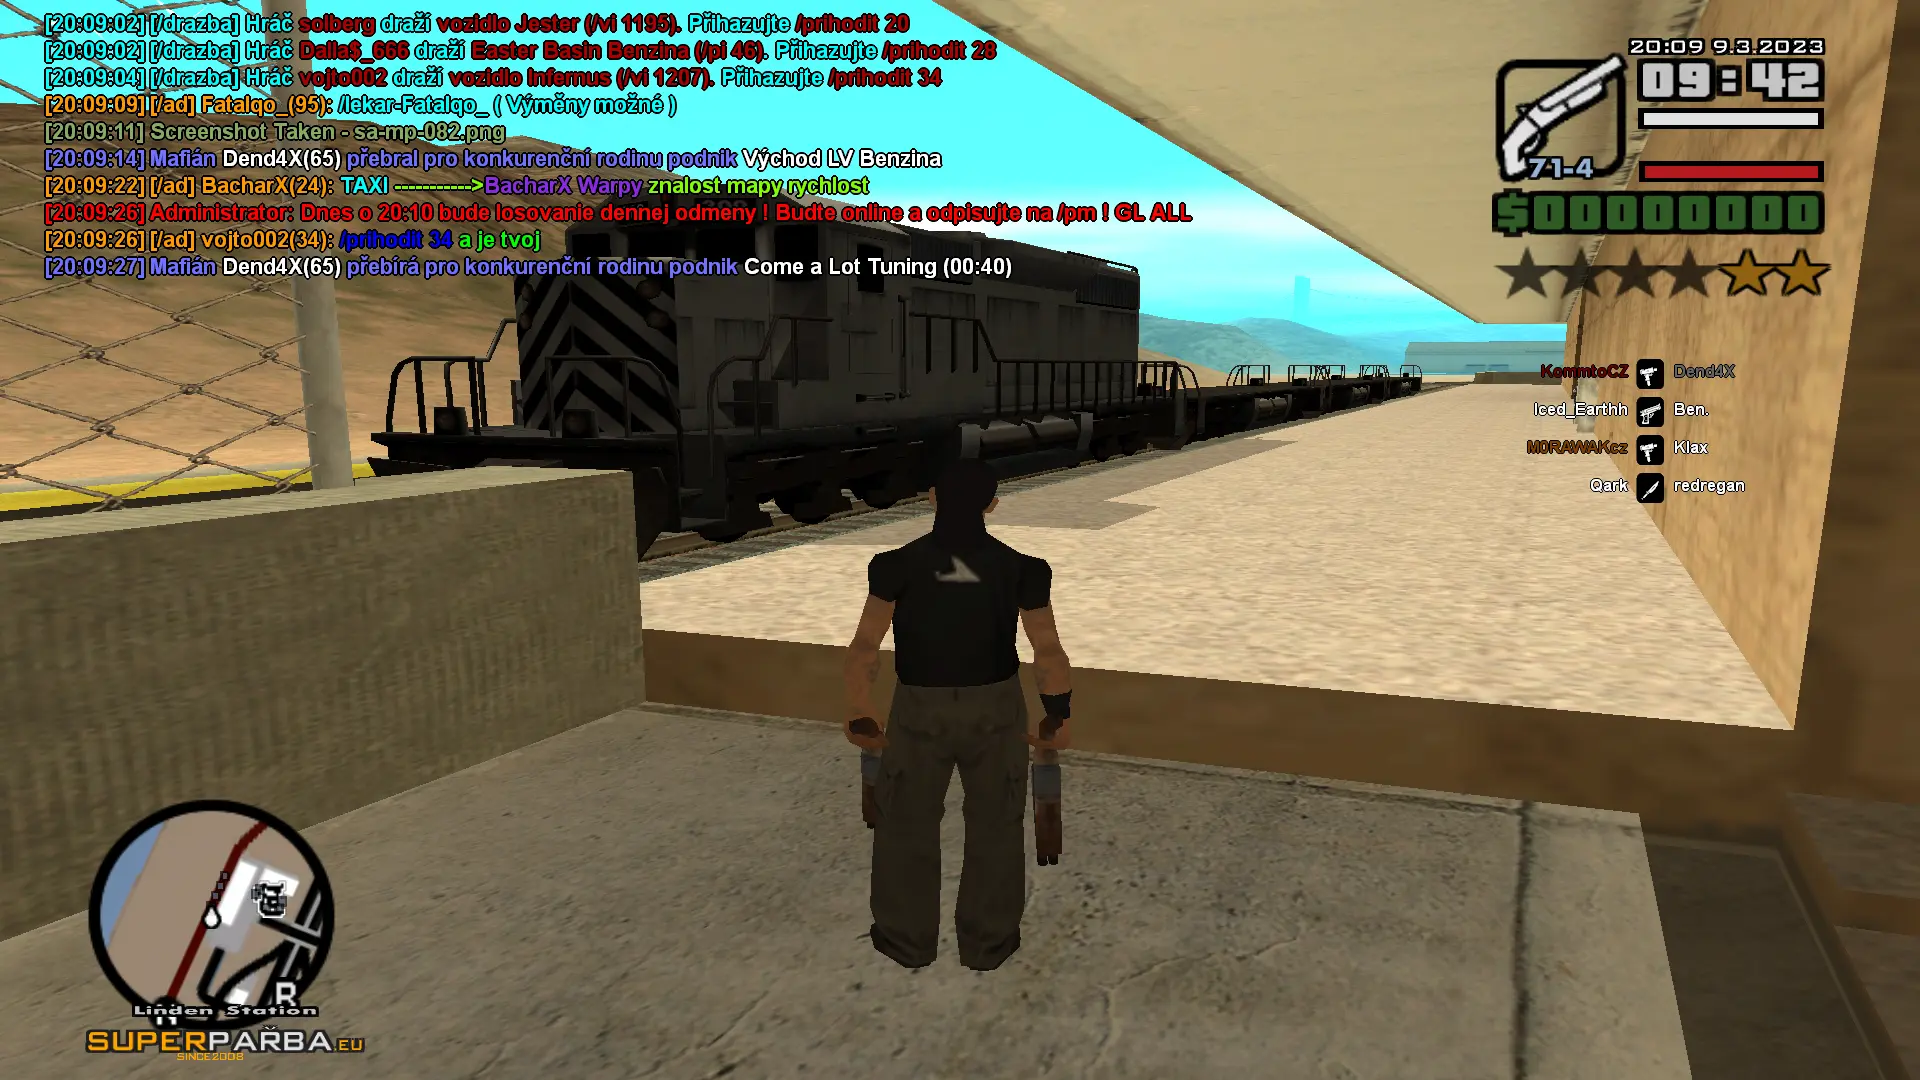 [20:09:02] [/drazba] Hráč solberg draží vozidlo Jester (/vi 1195). Přihazujte /prihodit 20
[20:09:02] [/drazba] Hráč Dalla$_666 draží Easter Basin Benzina (/pi 46). Přihazujte /prihodit 28
[20:09:04] [/drazba] Hráč vojto002 draží vozidlo Infernus (/vi 1207). Přihazujte /prihodit 34
[20:09:09] [/ad] Fatalqo_(95): /lekar-Fatalqo_ ( Výměny možné )
[20:09:11] Screenshot Taken - sa-mp-082.png
[20:09:14] Mafián Dend4X(65) přebral pro konkurenční rodinu podnik Východ LV Benzina
[20:09:22] [/ad] BacharX(24): TAXI ----------->BacharX Warpy znalost mapy rychlost
[20:09:26] Administrator: Dnes o 20:10 bude losovanie dennej odmeny ! Budte online a odpisujte na /pm ! GL ALL
[20:09:26] [/ad] vojto002(34): /prihodit 34 a je tvoj
[20:09:27] Mafián Dend4X(65) přebírá pro konkurenční rodinu podnik Come a Lot Tuning (00:40)
20:09 9.3.2023
09:42
71-4
$00000000
KommtoCZ Dend4X
Iced_Earthh Ben.
M0RAWAKcz Klax
Qark redregan
R
Linden Station
SUPERPAŘBA.EU
SINCE2008